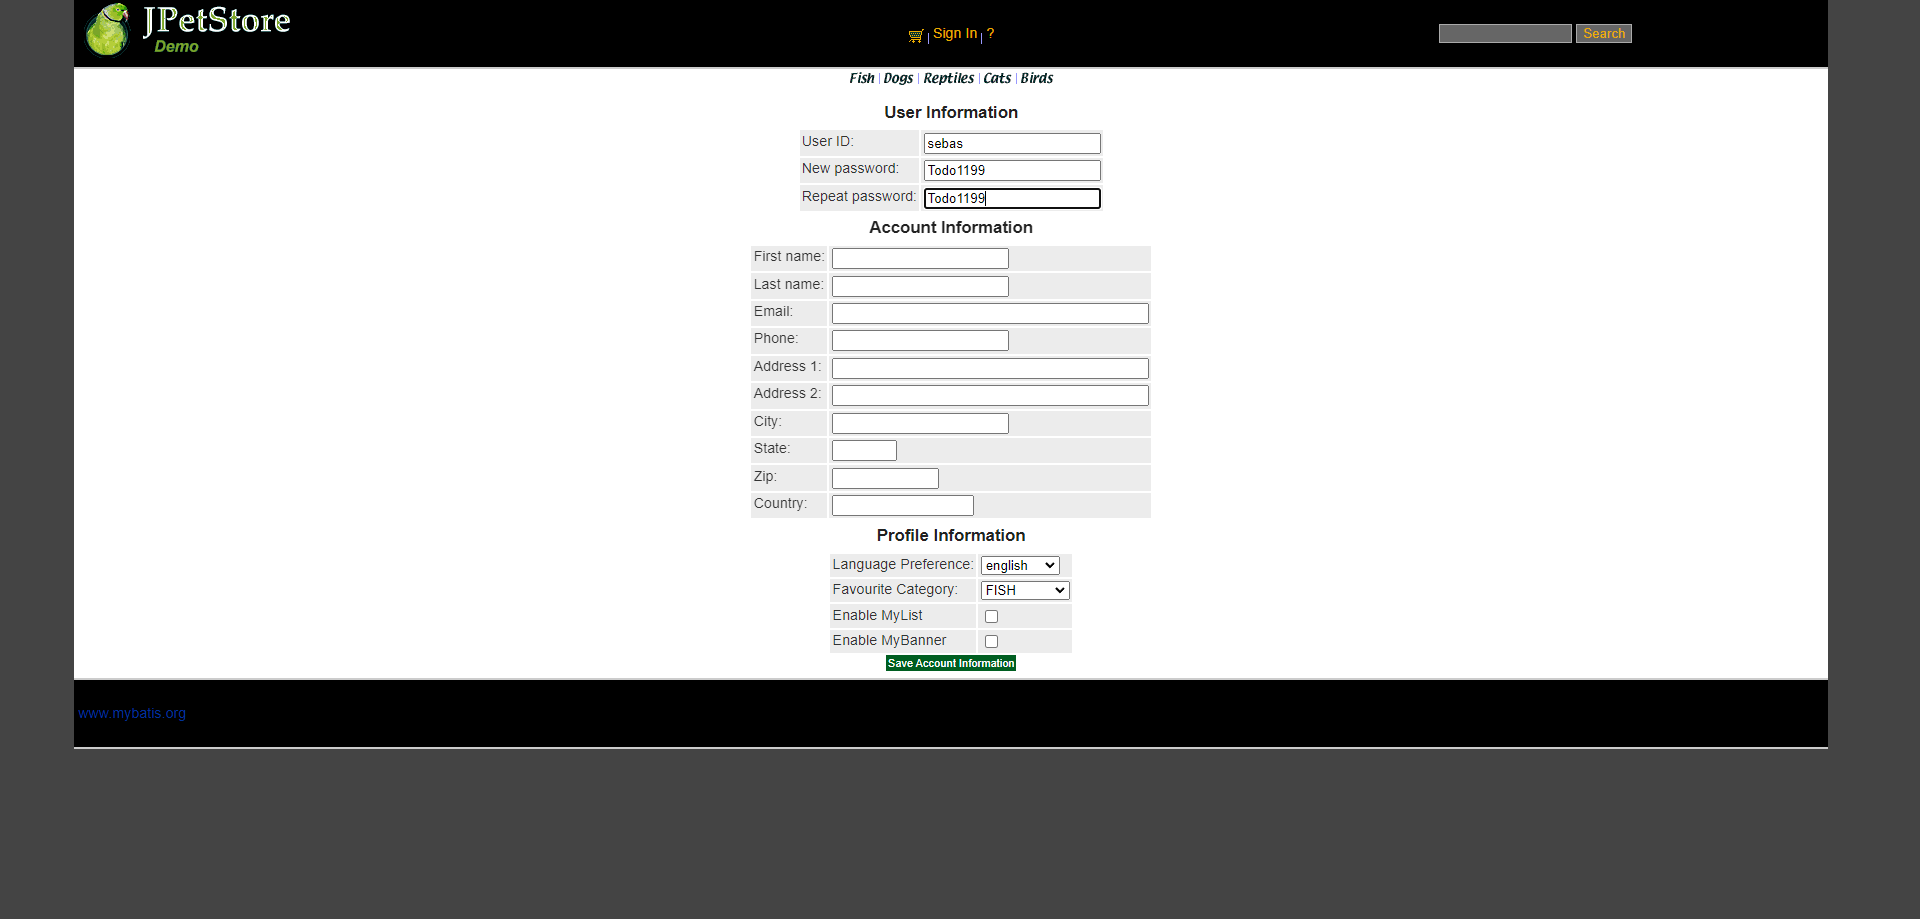 JPetStore
Demo
Sign In | ?
Search
Fish | Dogs | Reptiles | Cats | Birds
User Information
User ID: sebas
New password: Todo1199
Repeat password: Todo1199
Account Information
First name:
Last name:
Email:
Phone:
Address 1:
Address 2:
City:
State:
Zip:
Country:
Profile Information
Language Preference: english
Favourite Category: FISH
Enable MyList
Enable MyBanner
Save Account Information
www.mybatis.org